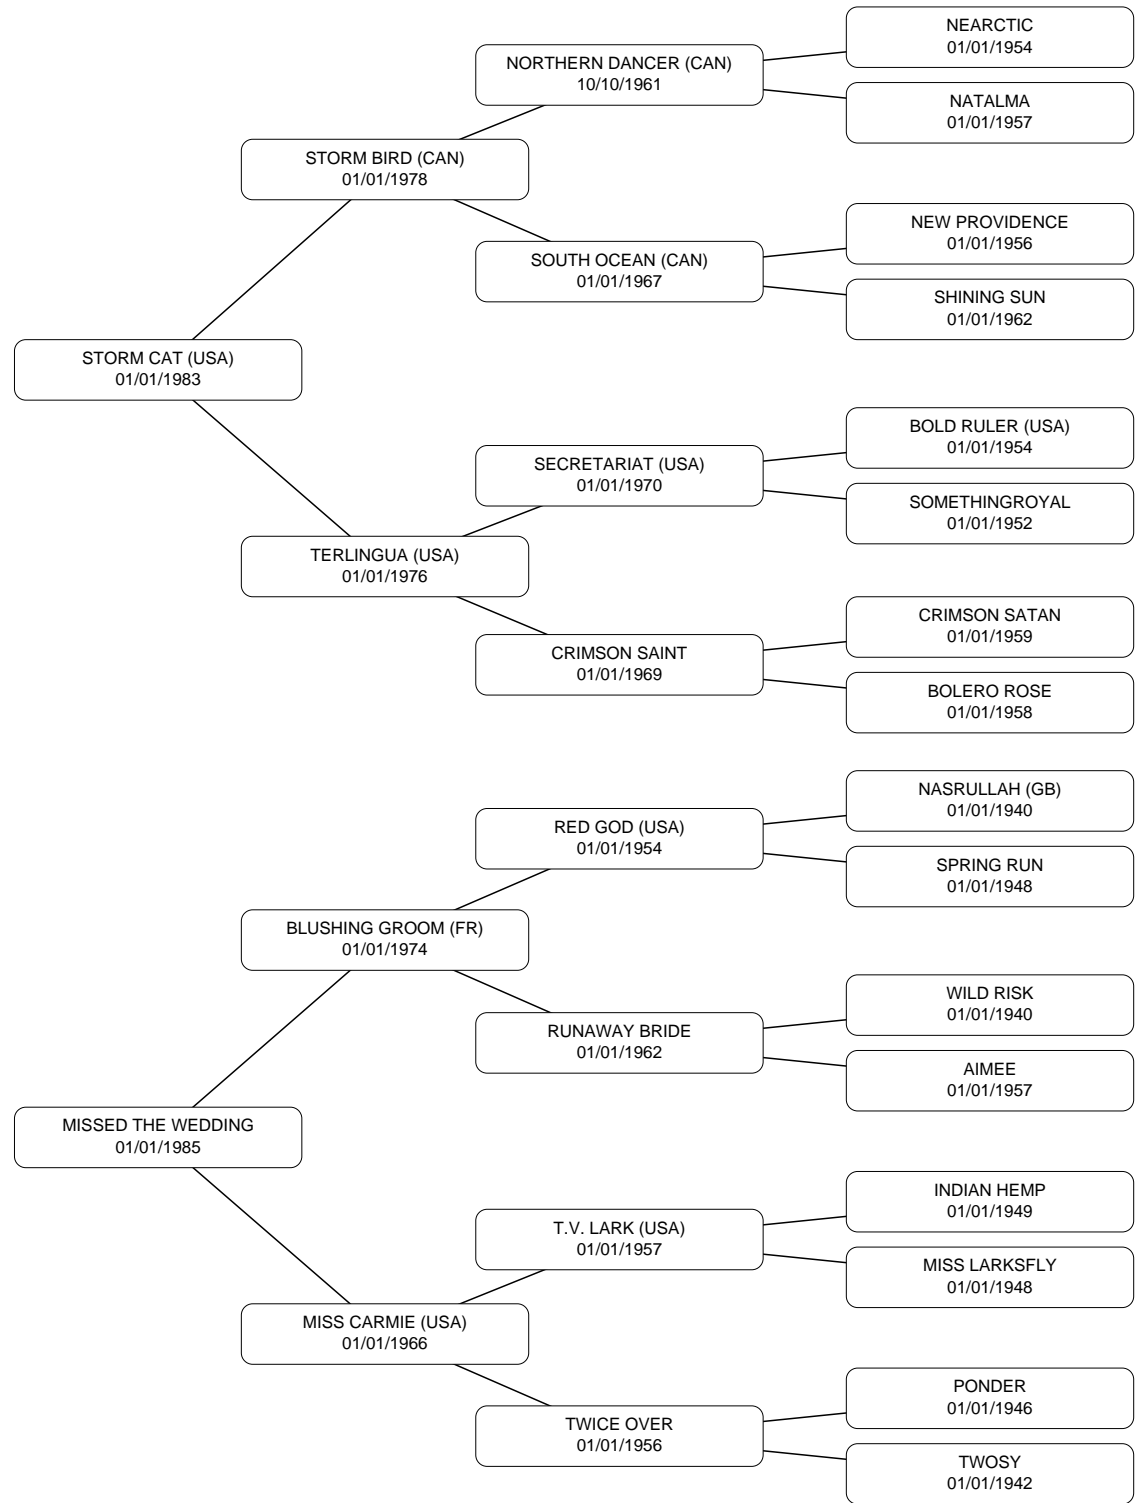 NEARCTIC
01/01/1954
NORTHERN DANCER (CAN)
10/10/1961
NATALMA
01/01/1957
STORM BIRD (CAN)
01/01/1978
NEW PROVIDENCE
01/01/1956
SOUTH OCEAN (CAN)
01/01/1967
SHINING SUN
01/01/1962
STORM CAT (USA)
01/01/1983
BOLD RULER (USA)
01/01/1954
SECRETARIAT (USA)
01/01/1970
SOMETHINGROYAL
01/01/1952
TERLINGUA (USA)
01/01/1976
CRIMSON SATAN
01/01/1959
CRIMSON SAINT
01/01/1969
BOLERO ROSE
01/01/1958
NASRULLAH (GB)
01/01/1940
RED GOD (USA)
01/01/1954
SPRING RUN
01/01/1948
BLUSHING GROOM (FR)
01/01/1974
WILD RISK
01/01/1940
RUNAWAY BRIDE
01/01/1962
AIMEE
01/01/1957
MISSED THE WEDDING
01/01/1985
INDIAN HEMP
01/01/1949
T.V. LARK (USA)
01/01/1957
MISS LARKSFLY
01/01/1948
MISS CARMIE (USA)
01/01/1966
PONDER
01/01/1946
TWICE OVER
01/01/1956
TWOSY
01/01/1942